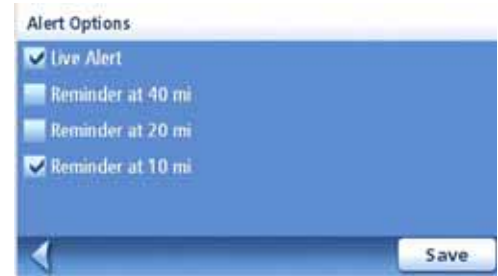 Alert Options
Live Alert
Reminder at 40 mi
Reminder at 20 mi
Reminder at 10 mi
Save